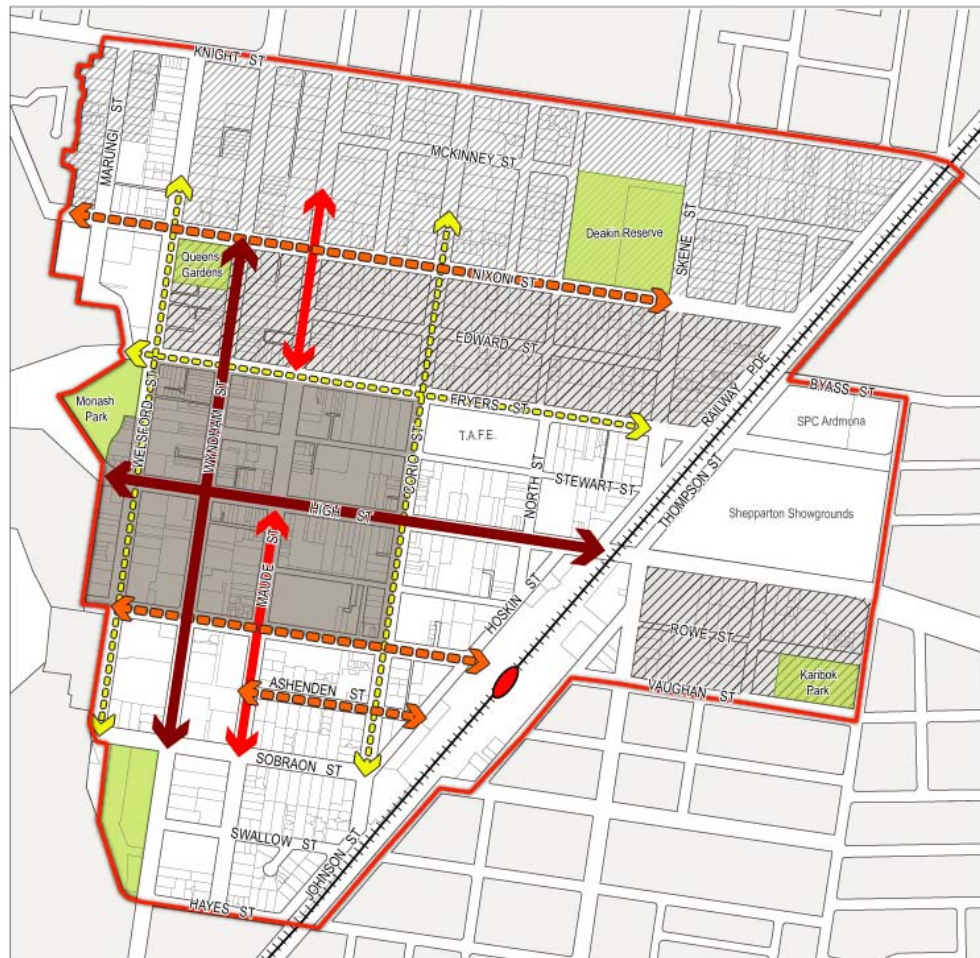 KNIGHT ST
MARUNGI ST
MCKINNEY ST
Deakin Reserve
SKENE ST
Queens
Gardens
NIXON ST
EDWARD ST
RAILWAY PDE
BYASS ST
Monash
Park
WELSFORD ST
WYNDHAM ST
FRYERS ST
SPC Ardmona
T.A.F.E.
CORIO ST
NORTH ST
STEWART ST
THOMPSON ST
Shepparton Showgrounds
HIGH ST
MAUDE ST
HOSKIN ST
ROWE ST
Karibok
Park
VAUGHAN ST
ASHENDEN ST
SOBRAON ST
SWALLOW ST
JOHNSON ST
HAYES ST